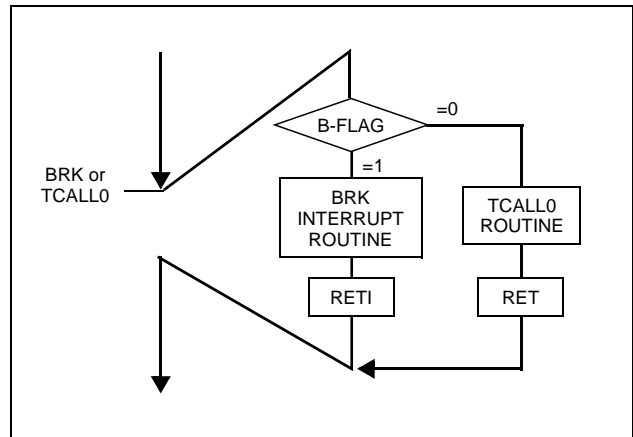 B-FLAG
=0
=1
BRK or
TCALL0
BRK
INTERRUPT
ROUTINE
TCALL0
ROUTINE
RETI
RET